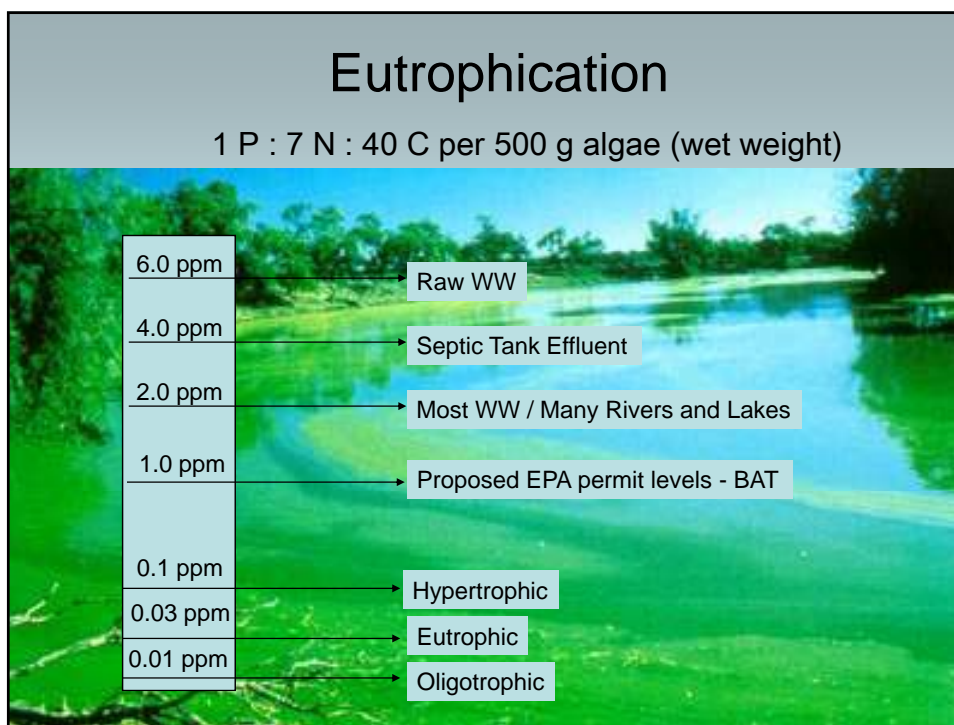 Eutrophication
1 P : 7 N : 40 C per 500 g algae (wet weight)
6.0 ppm
Raw WW
4.0 ppm
Septic Tank Effluent
2.0 ppm
Most WW / Many Rivers and Lakes
1.0 ppm
Proposed EPA permit levels - BAT
0.1 ppm
Hypertrophic
0.03 ppm
Eutrophic
0.01 ppm
Oligotrophic